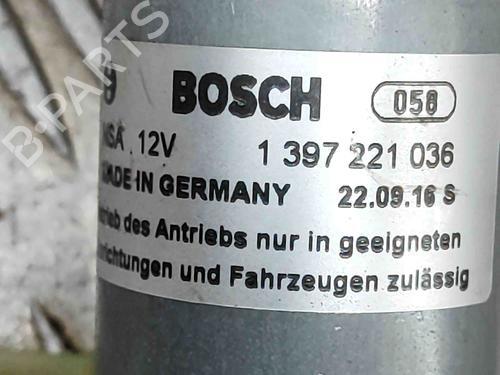 BOSCH 058
12V 1 397 221 036
MADE IN GERMANY 22.09.16 S
des Antriebs nur in geeigneten
und Fahrzeugen zulässig
B-PARTS